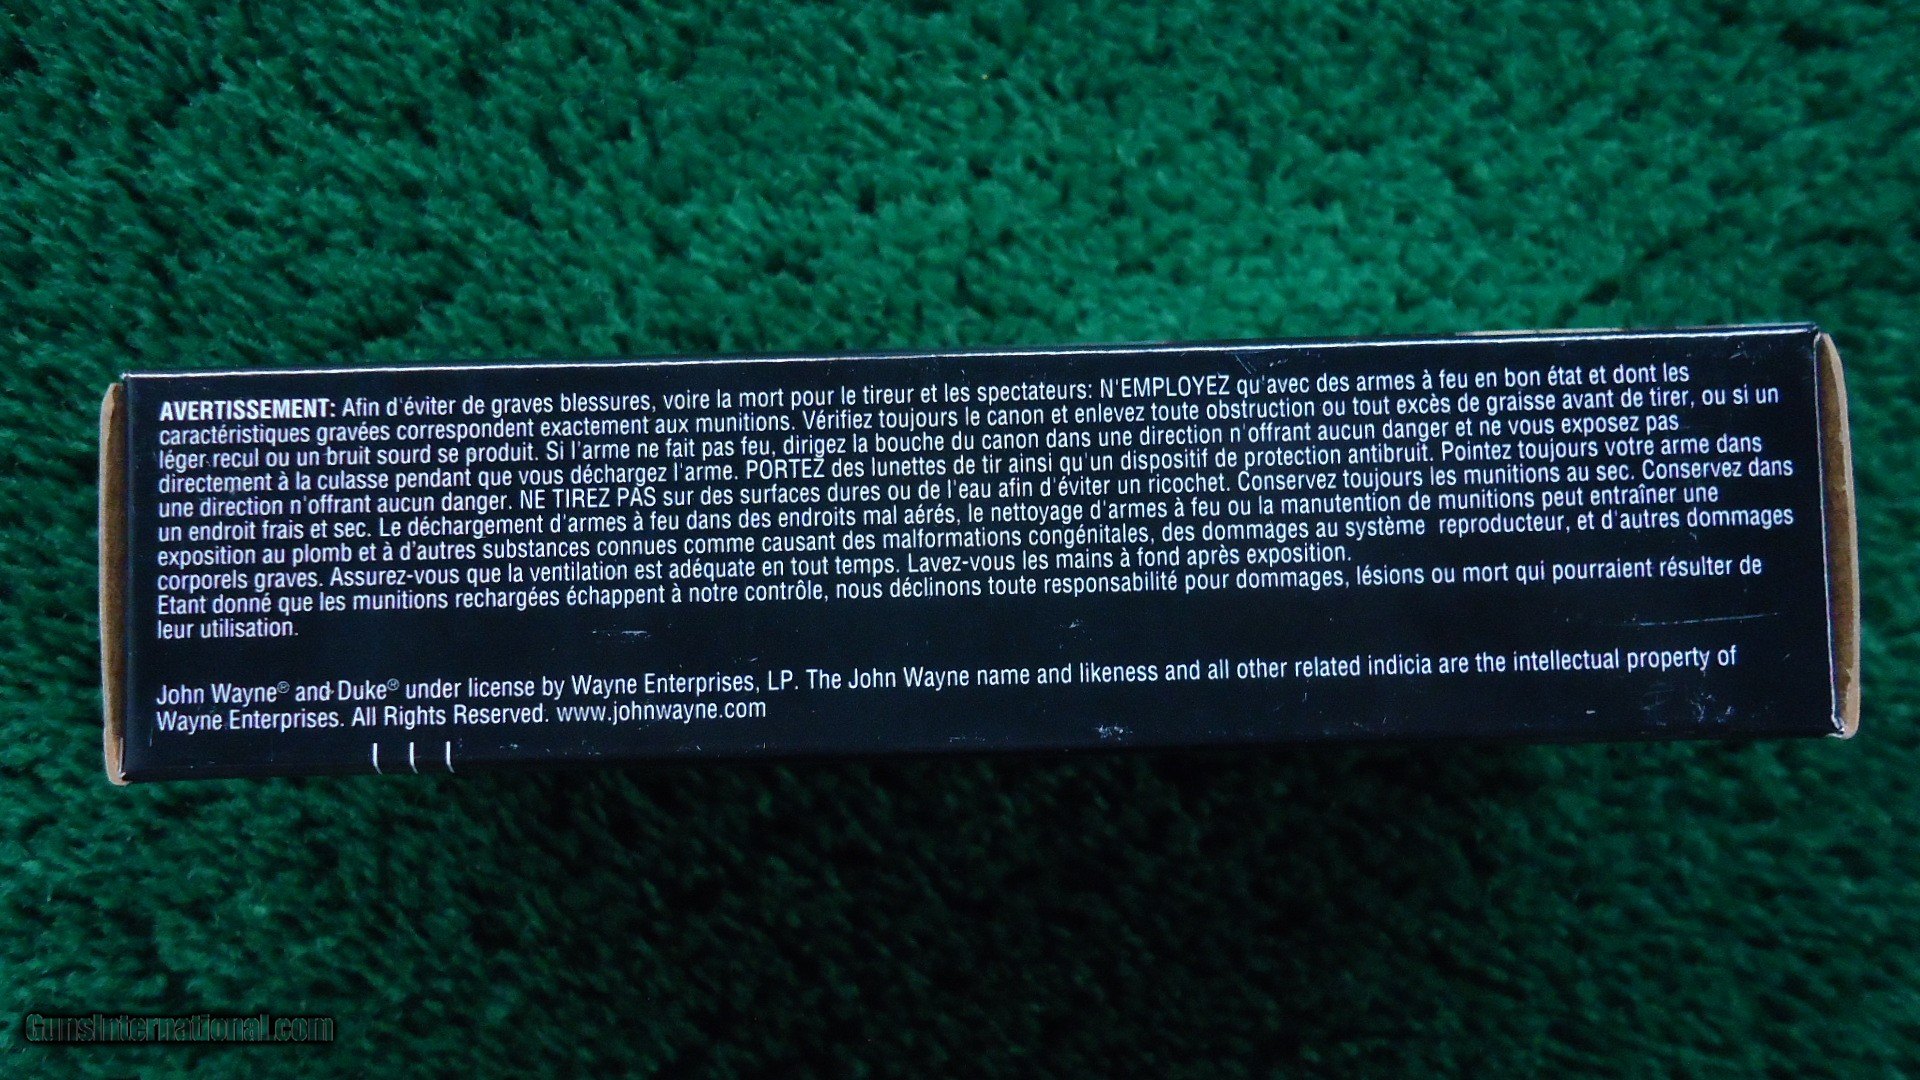 AVERTISSEMENT: Afin d'éviter de graves blessures, voire la mort pour le tireur et les spectateurs: N'EMPLOYEZ qu'avec des armes à feu en bon état et dont les
caractéristiques gravées correspondent exactement aux munitions. Vérifiez toujours le canon et enlevez toute obstruction ou tout excès de graisse avant de tirer, ou si un
léger recul ou un bruit sourd se produit. Si l'arme ne fait pas feu, dirigez la bouche du canon dans une direction n'offrant aucun danger et ne vous exposez pas
directement à la culasse pendant que vous déchargez l'arme. PORTEZ des lunettes de tir ainsi qu'un dispositif de protection antibruit. Pointez toujours votre arme dans
une direction n'offrant aucun danger. NE TIREZ PAS sur des surfaces dures ou de l'eau afin d'éviter un ricochet. Conservez toujours les munitions au sec. Conservez dans
un endroit frais et sec. Le déchargement d'armes à feu dans des endroits mal aérés, le nettoyage d'armes à feu ou la manutention de munitions peut entraîner une
exposition au plomb et à d'autres substances connues comme causant des malformations congénitales, des dommages au système reproducteur, et d'autres dommages
corporels graves. Assurez-vous que la ventilation est adéquate en tout temps. Lavez-vous les mains à fond après exposition.
Etant donné que les munitions rechargées échappent à notre contrôle, nous déclinons toute responsabilité pour dommages, lésions ou mort qui pourraient résulter de
leur utilisation.
John Wayne® and Duke® under license by Wayne Enterprises, LP. The John Wayne name and likeness and all other related indicia are the intellectual property of
Wayne Enterprises. All Rights Reserved. www.johnwayne.com
GunsInternational.com